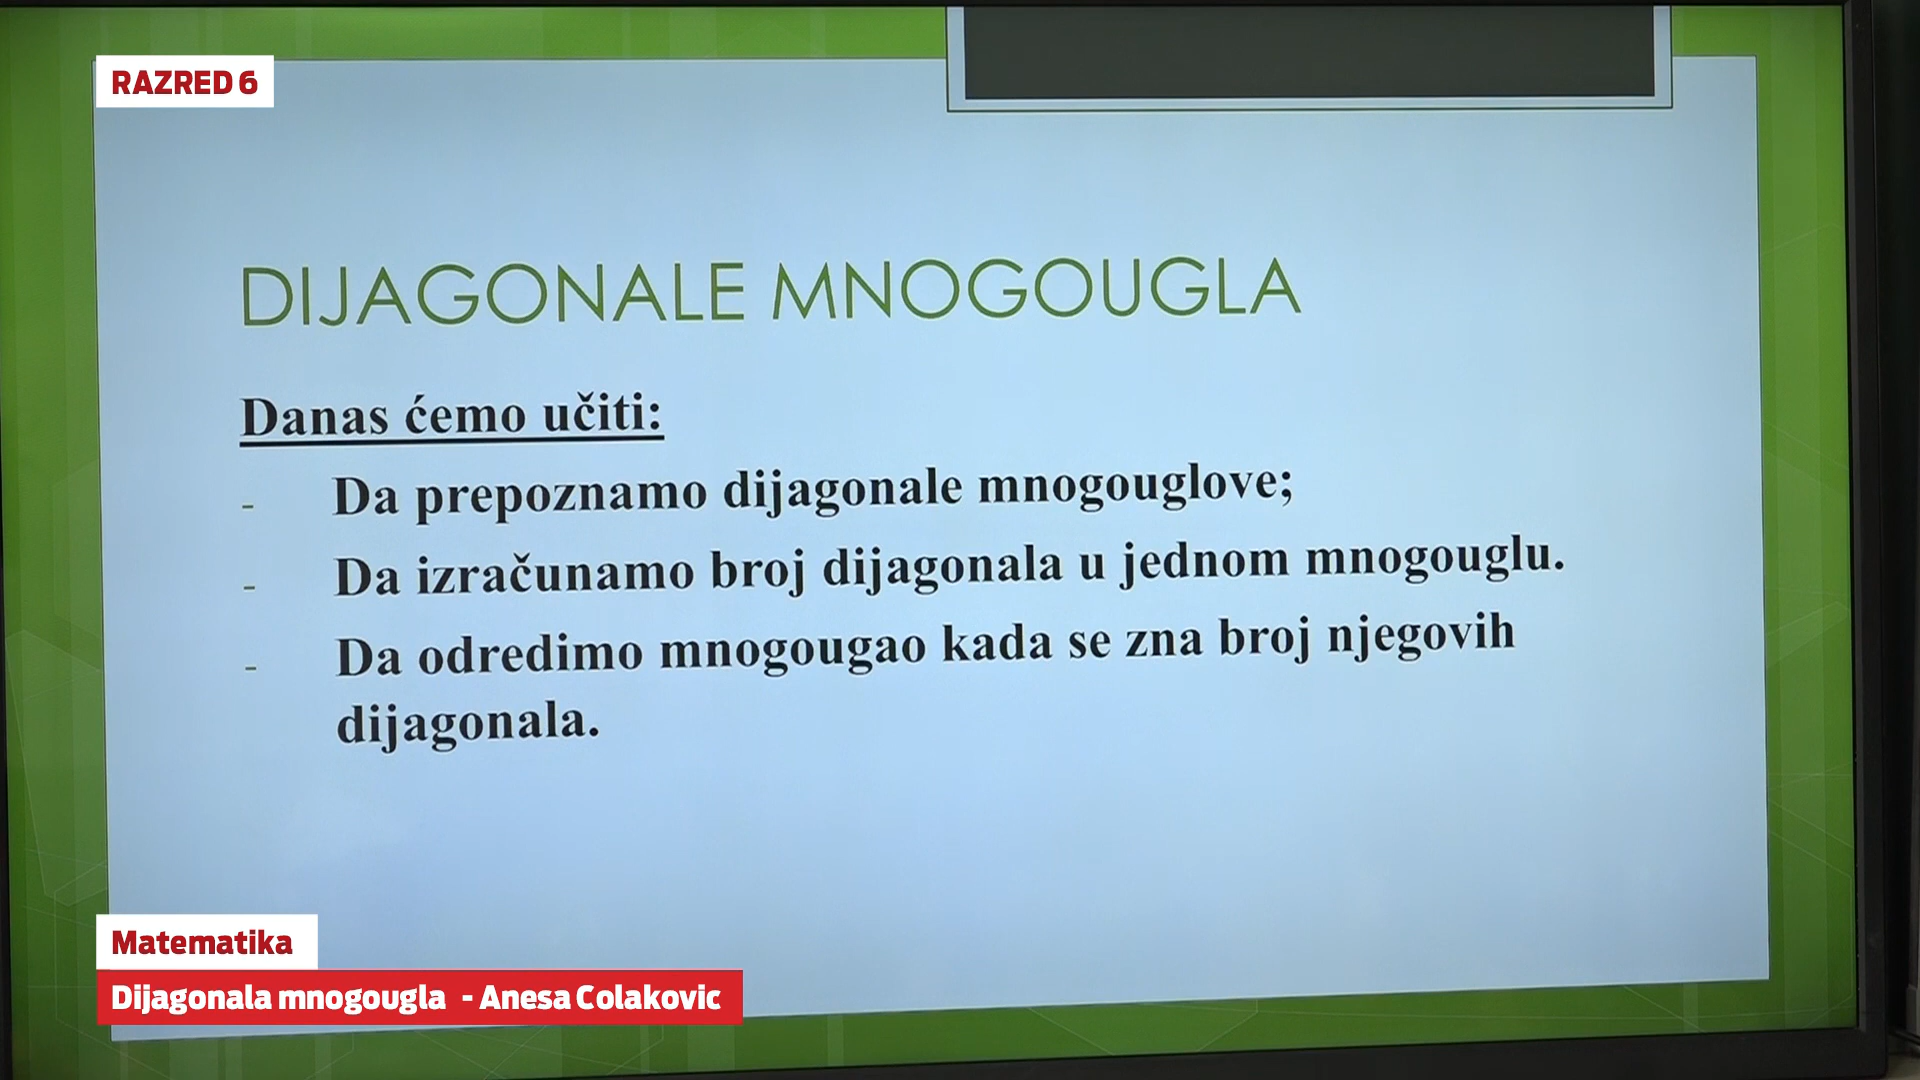 RAZRED 6
DIJAGONALE MNOGOUGLA
Danas ćemo učiti:
- Da prepoznamo dijagonale mnogouglove;
- Da izračunamo broj dijagonala u jednom mnogouglu.
- Da odredimo mnogougao kada se zna broj njegovih
dijagonala.
Matematika
Dijagonala mnogougla - Anesa Colakovic